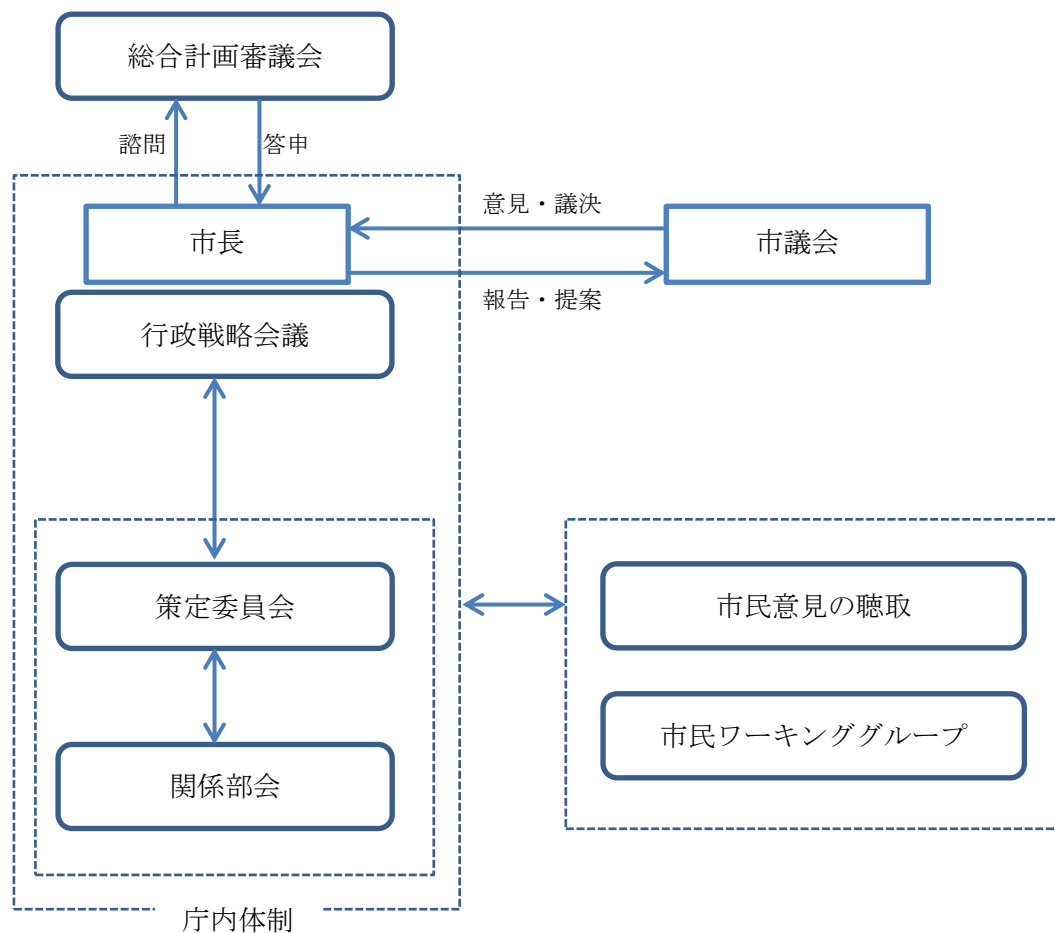 総合計画審議会
諮問
答申
市長
意見・議決
市議会
報告・提案
行政戦略会議
策定委員会
市民意見の聴取
市民ワーキンググループ
関係部会
庁内体制